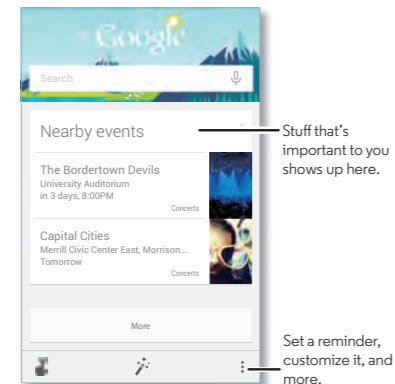 Google
Search
Nearby events
The Bordertown Devils
University Auditorium
in 3 days, 8:00PM
Concerts
Capital Cities
Merrill Civic Center East, Morrison...
Tomorrow
Concerts
More
Stuff that's
important to you
shows up here.
Set a reminder,
customize it, and
more.